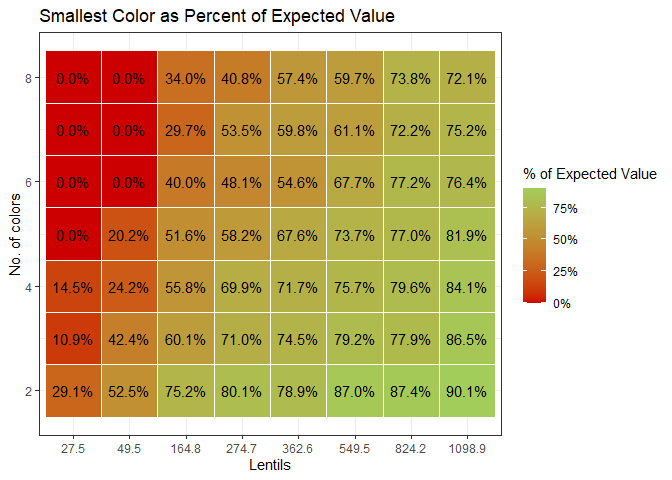 Smallest Color as Percent of Expected Value
No. of colors
8
0.0% 0.0% 34.0% 40.8% 57.4% 59.7% 73.8% 72.1%
0.0% 0.0% 29.7% 53.5% 59.8% 61.1% 72.2% 75.2%
6
0.0% 0.0% 40.0% 48.1% 54.6% 67.7% 77.2% 76.4%
0.0% 20.2% 51.6% 58.2% 67.6% 73.7% 77.0% 81.9%
4
14.5% 24.2% 55.8% 69.9% 71.7% 75.7% 79.6% 84.1%
10.9% 42.4% 60.1% 71.0% 74.5% 79.2% 77.9% 86.5%
2
29.1% 52.5% 75.2% 80.1% 78.9% 87.0% 87.4% 90.1%
27.5 49.5 164.8 274.7 362.6 549.5 824.2 1098.9
Lentils
% of Expected Value
75%
50%
25%
0%